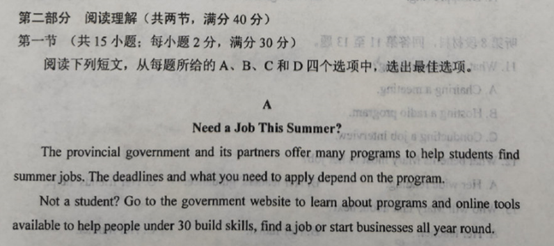 第二部分 阅读理解（共两节，满分 40 分）
第一节 （共 15 小题；每小题 2 分，满分 30 分）
阅读下列短文，从每题所给的 A、B、C 和 D 四个选项中，选出最佳选项。
A
Need a Job This Summer?
The provincial government and its partners offer many programs to help students find
summer jobs. The deadlines and what you need to apply depend on the program.
Not a student? Go to the government website to learn about programs and online tools
available to help people under 30 build skills, find a job or start businesses all year round.